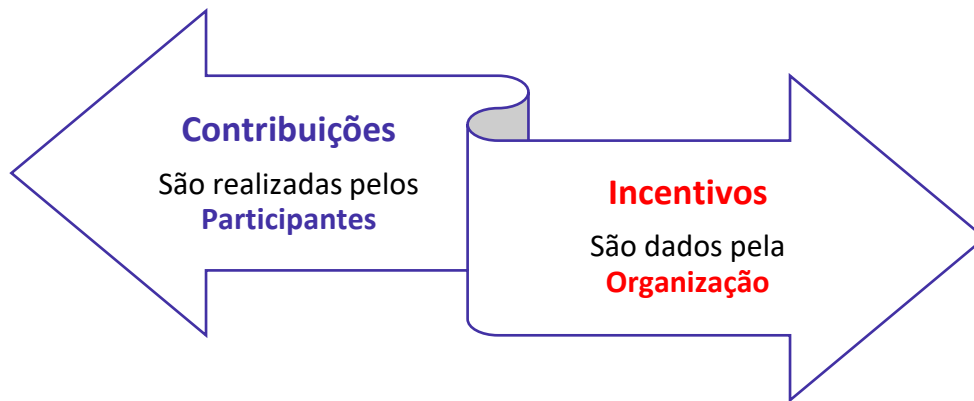 Contribuições
São realizadas pelos
Participantes
Incentivos
São dados pela
Organização